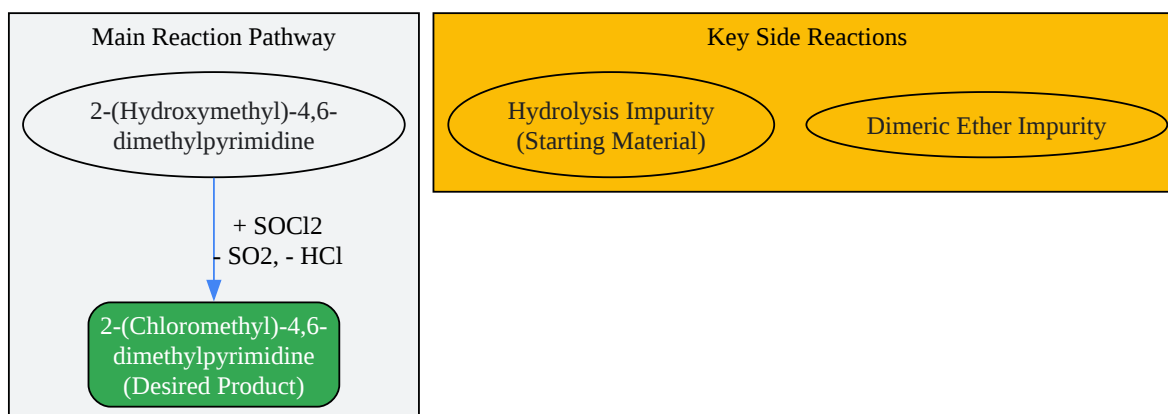 Main Reaction Pathway
2-(Hydroxymethyl)-4,6-
dimethylpyrimidine
+ SOCl2
- SO2, - HCl
2-(Chloromethyl)-4,6-
dimethylpyrimidine
(Desired Product)
Key Side Reactions
Hydrolysis Impurity
(Starting Material)
Dimeric Ether Impurity